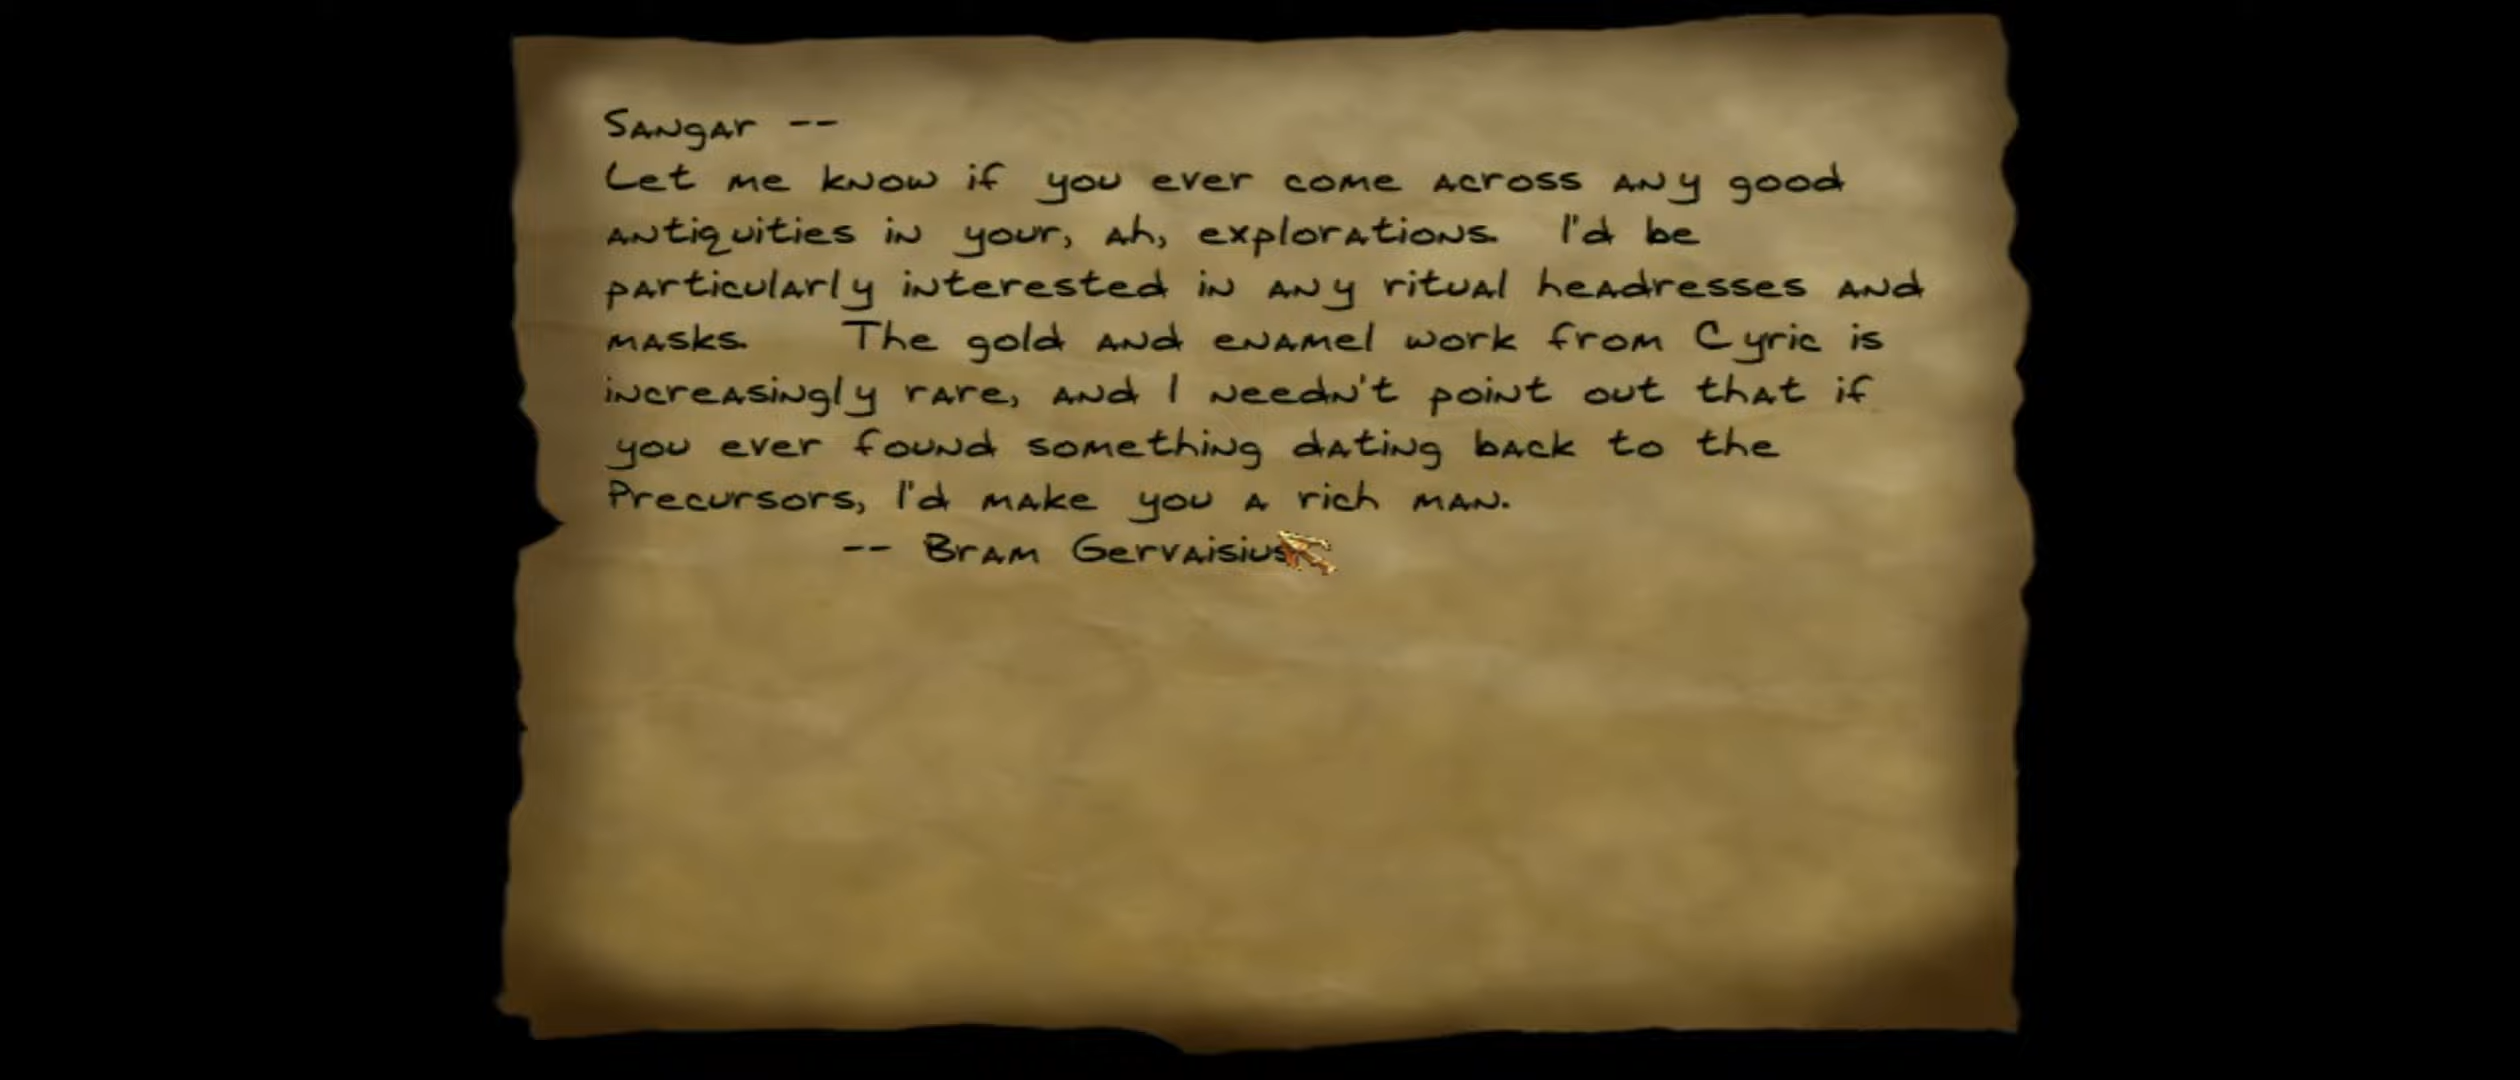 Sangar --
Let me know if you ever come across any good
antiquities in your, ah, explorations. I'd be
particularly interested in any ritual headresses and
masks. The gold and enamel work from Cyric is
increasingly rare, and I needn't point out that if
you ever found something dating back to the
Precursors, I'd make you a rich man.
-- Bram Gervaisius